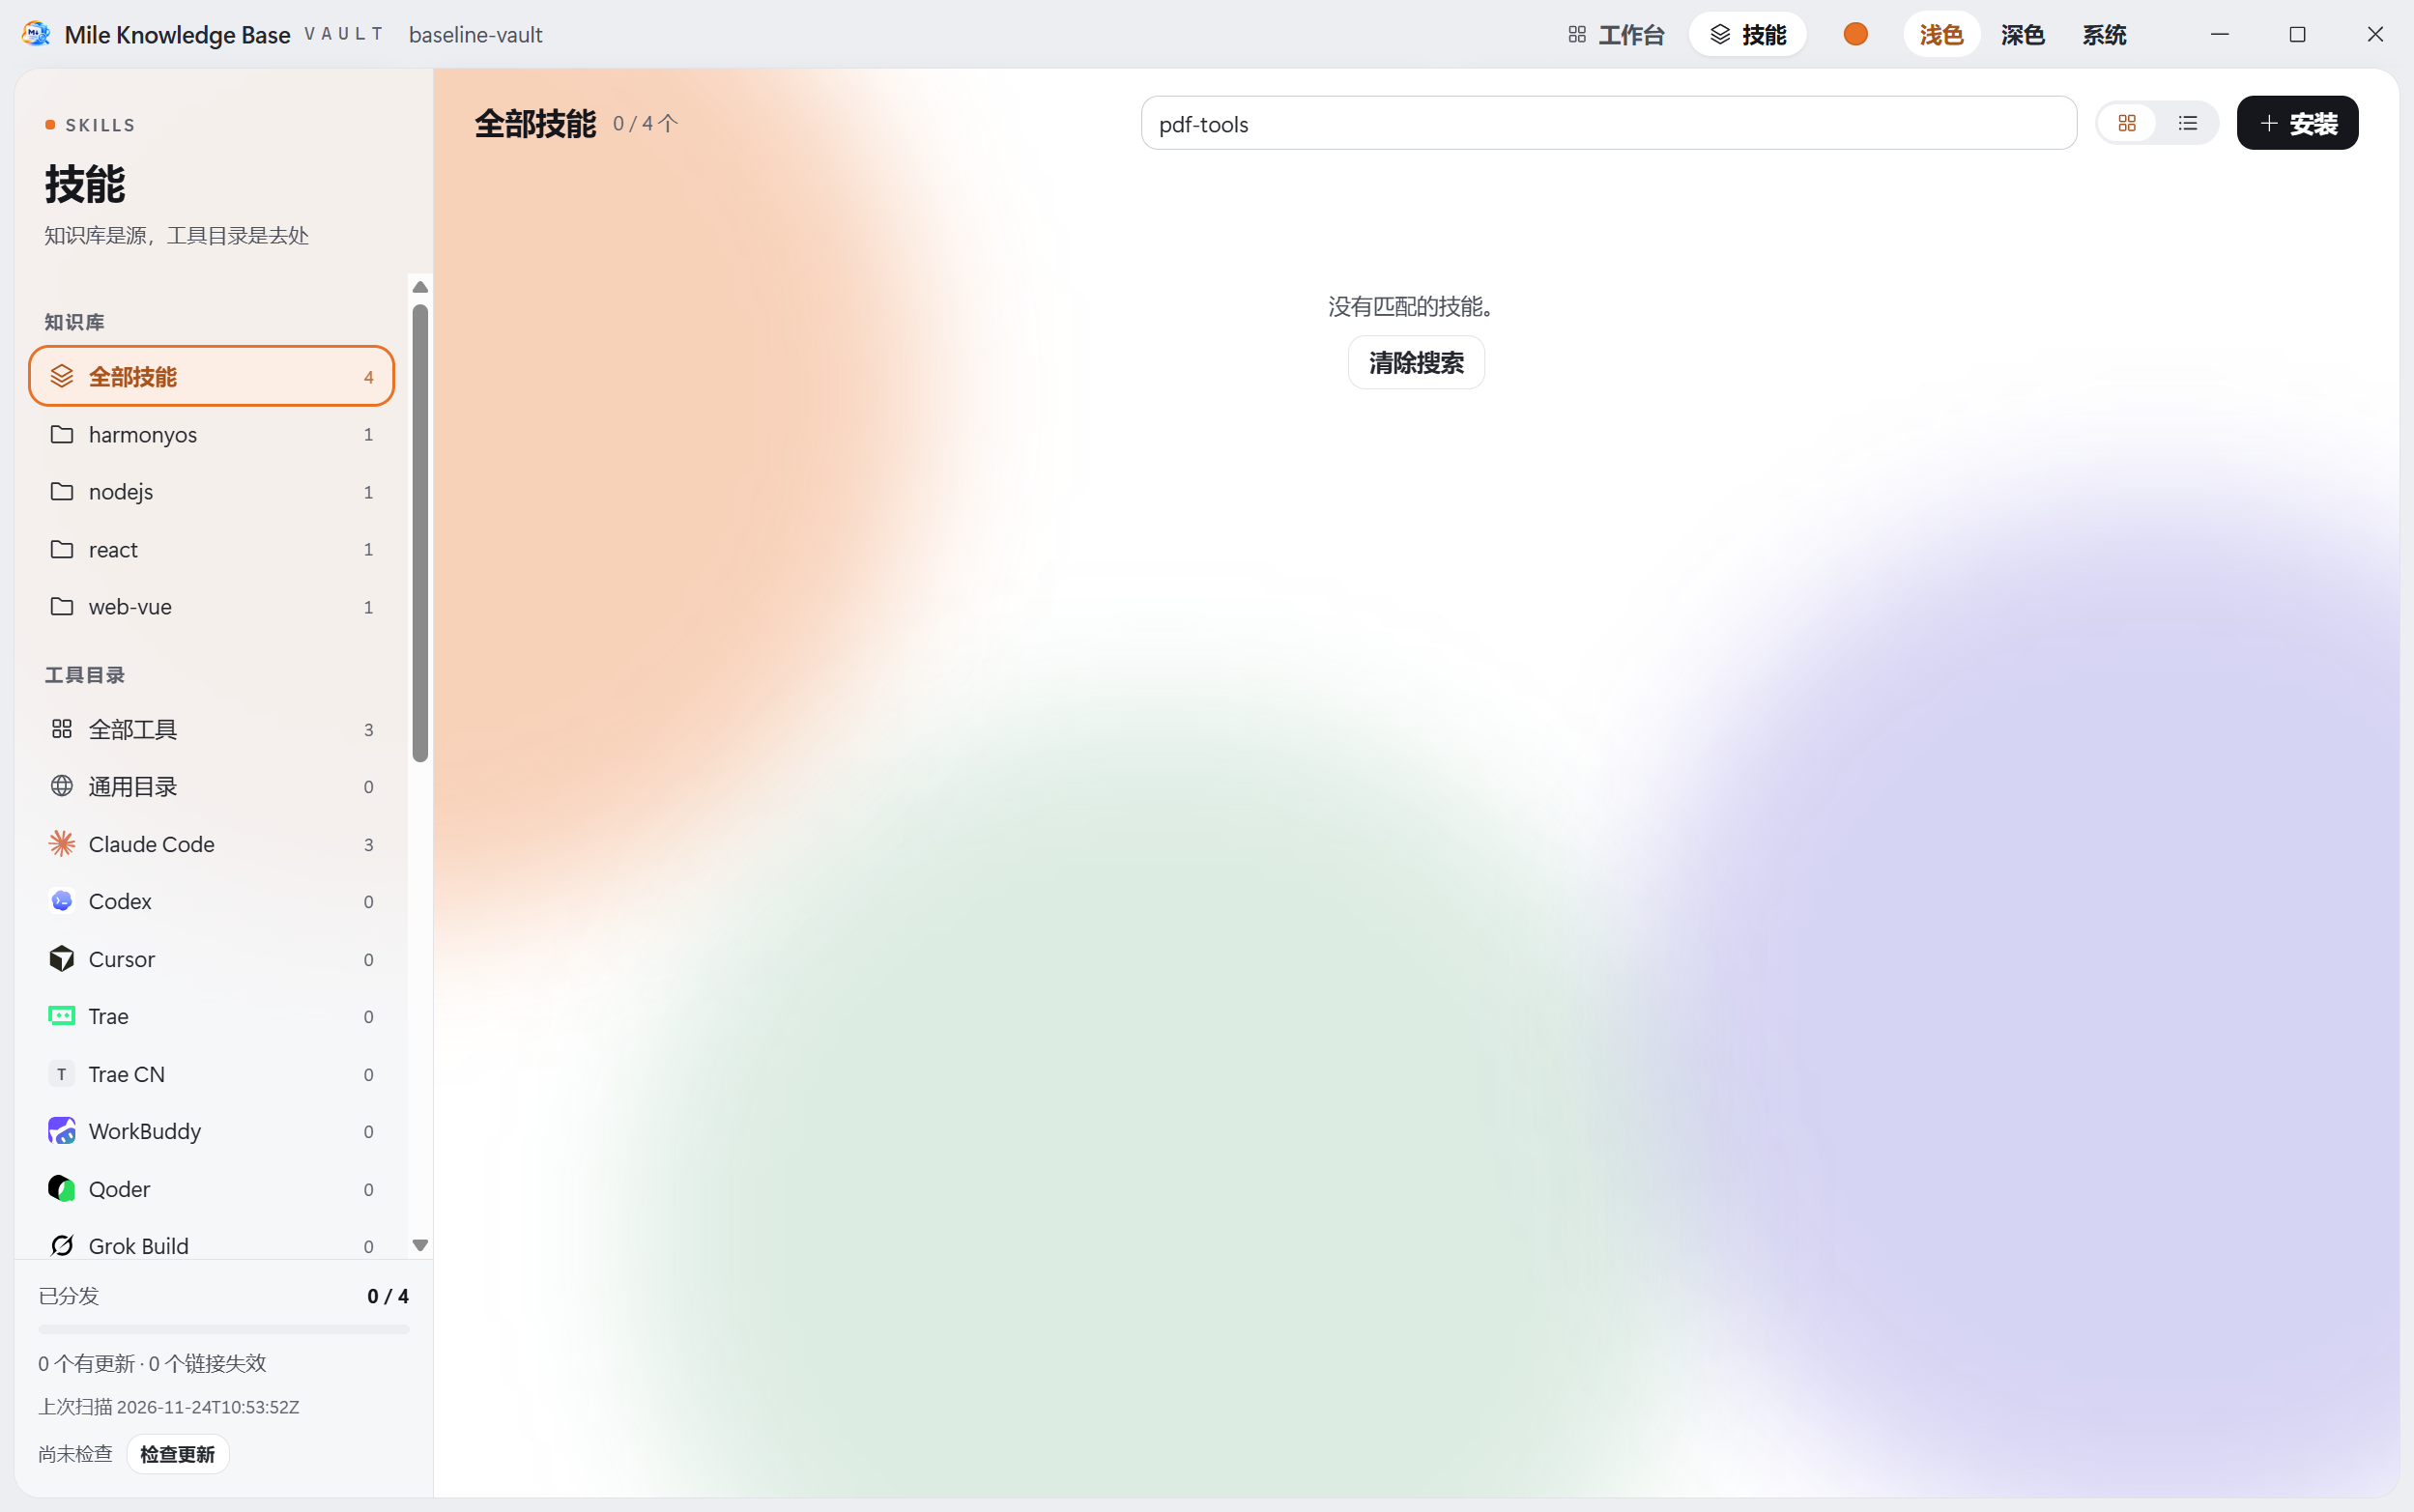 Mile Knowledge Base VAULT baseline-vault 工作台 技能 浅色 深色 系统
SKILLS
技能
知识库是源，工具目录是去处
知识库
全部技能 4
harmonyos 1
nodejs 1
react 1
web-vue 1
工具目录
全部工具 3
通用目录 0
Claude Code 3
Codex 0
Cursor 0
Trae 0
T Trae CN 0
WorkBuddy 0
Qoder 0
Grok Build 0
已分发 0 / 4
0 个有更新 · 0 个链接失效
上次扫描 2026-11-24T10:53:52Z
尚未检查 检查更新
全部技能 0 / 4 个 pdf-tools 安装
没有匹配的技能。
清除搜索